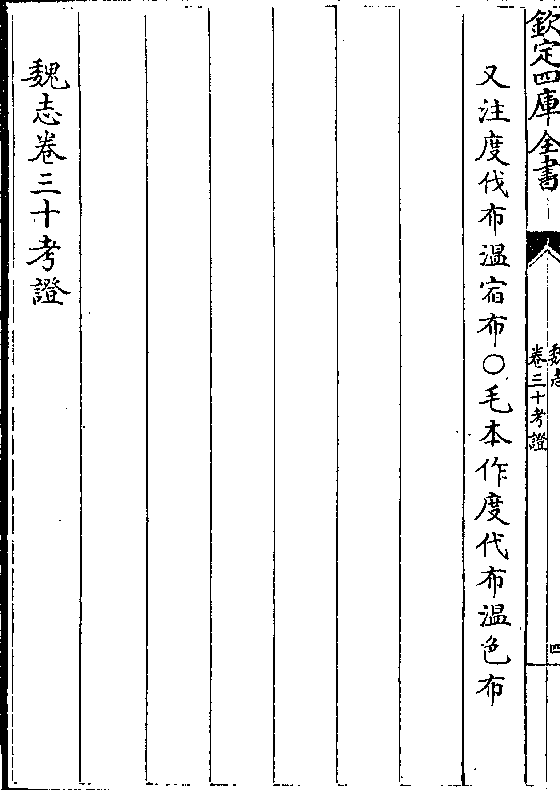 欽定四庫全書
魏志
卷三十考證
四
又注度伐布温宿布○毛本作度代布温色布
魏志卷三十考證